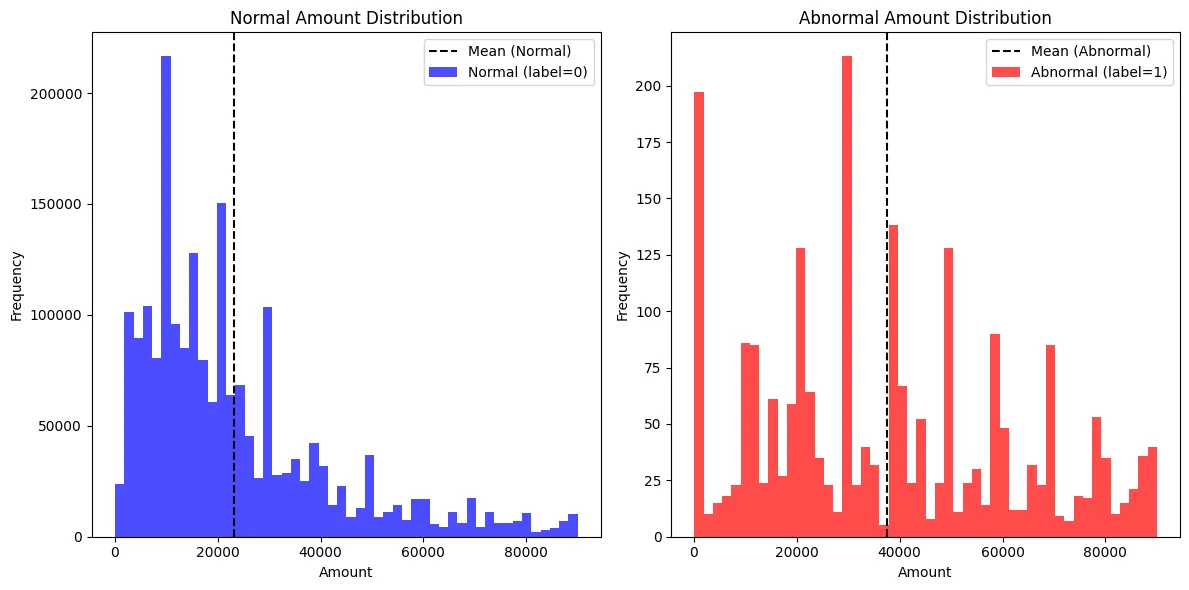 Normal Amount Distribution
Mean (Normal)
Normal (label=0)
200000
150000
100000
50000
0
Frequency
0 20000 40000 60000 80000
Amount
Abnormal Amount Distribution
Mean (Abnormal)
Abnormal (label=1)
200
175
150
125
100
75
50
25
0
Frequency
0 20000 40000 60000 80000
Amount